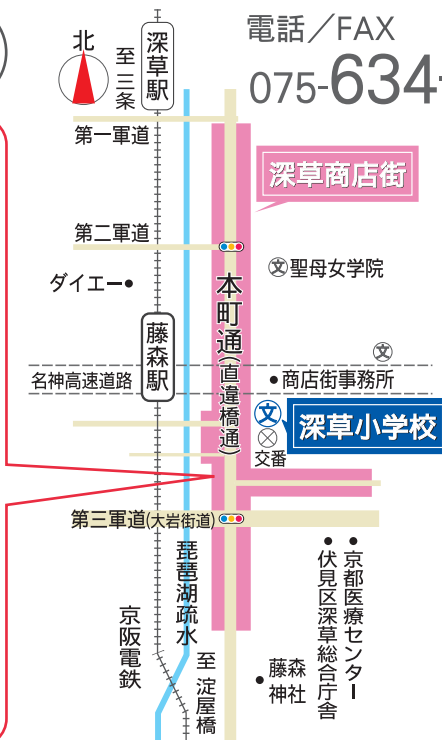 電話／FAX
075-634-
北
至 三条
深草駅
第一軍道
深草商店街
第二軍道
文聖母女学院
ダイエー
本町通(直違橋通)
藤森駅
文
名神高速道路
商店街事務所
文
深草小学校
交番
第三軍道(大岩街道)
琵琶湖疏水
京阪電鉄
至 淀屋橋
京都医療センター
伏見区深草総合庁舎
藤森
神社